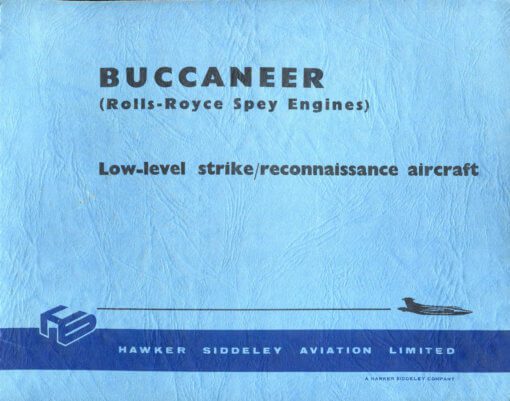 BUCCANEER
(Rolls-Royce Spey Engines)
Low-level strike/reconnaissance aircraft
HAWKER SIDDELEY AVIATION LIMITED
A HAWKER SIDDELEY COMPANY